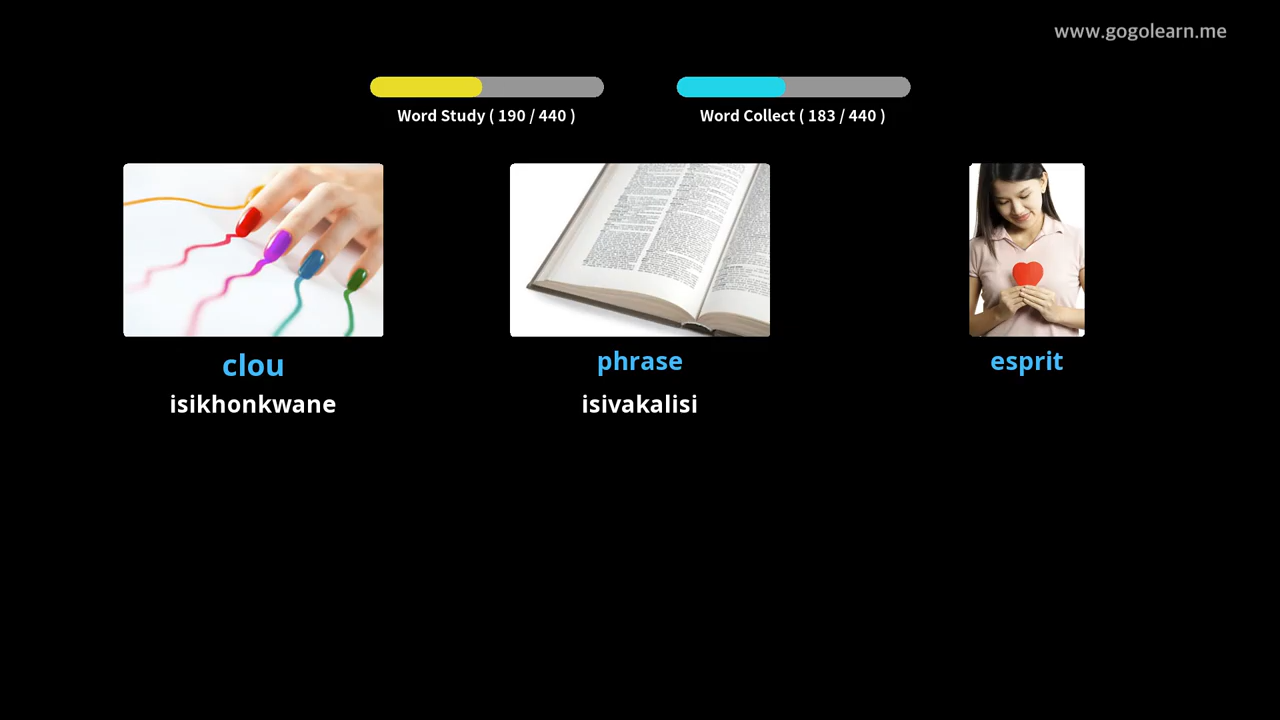 www.gogolearn.me
Word Study ( 190 / 440 )
Word Collect ( 183 / 440 )
clou
phrase
esprit
isikhonkwane
isivakalisi